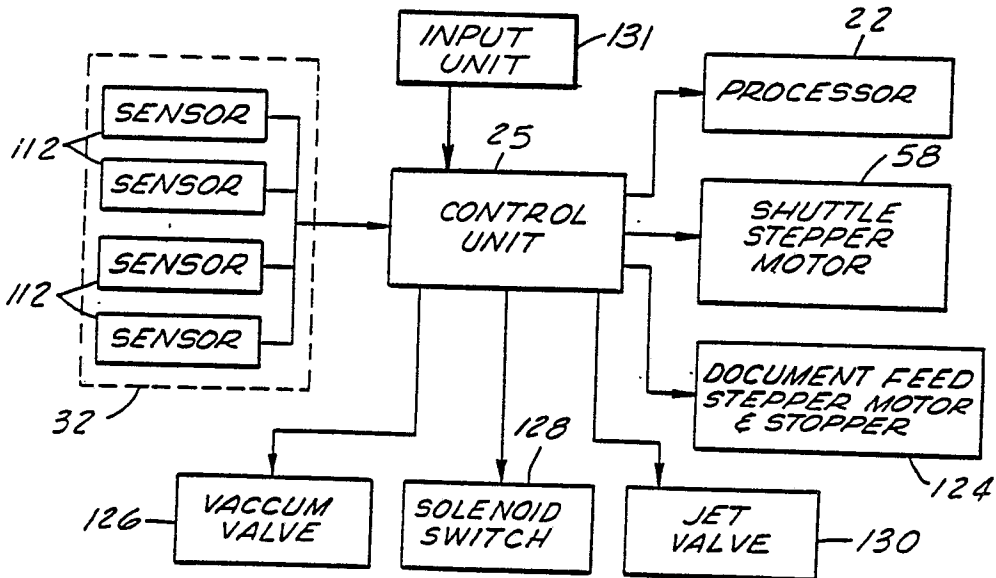 INPUT
UNIT
131
22
PROCESSOR
SENSOR
112
SENSOR
SENSOR
112
SENSOR
32
25
CONTROL
UNIT
58
SHUTTLE
STEPPER
MOTOR
DOCUMENT FEED
STEPPER MOTOR
& STOPPER
124
126
VACCUM
VALVE
128
SOLENOID
SWITCH
JET
VALVE
130